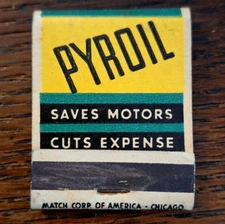 PYROIL
SAVES MOTORS
CUTS EXPENSE
MATCH CORP. OF AMERICA - CHICAGO